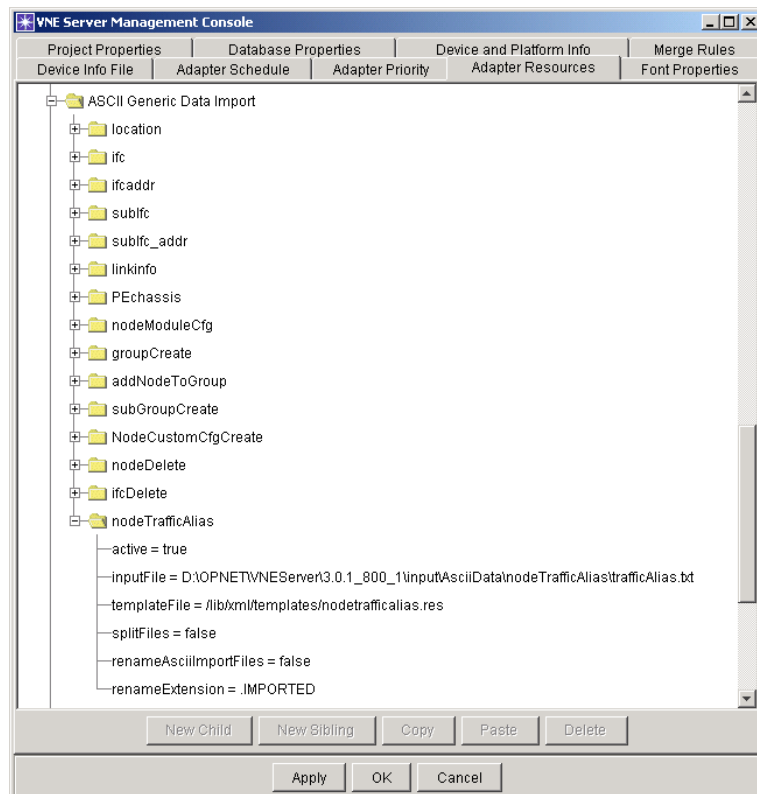 VNE Server Management Console
Project Properties Database Properties Device and Platform Info Merge Rules
Device Info File Adapter Schedule Adapter Priority Adapter Resources Font Properties
ASCII Generic Data Import
location
ifc
ifcaddr
subIfc
subIfc_addr
linkinfo
PEchassis
nodeModuleCfg
groupCreate
addNodeToGroup
subGroupCreate
NodeCustomCfgCreate
nodeDelete
ifcDelete
nodeTrafficAlias
active = true
inputFile = D:\OPNET\VNEServer\3.0.1_800_1\input\AsciiData\nodeTrafficAlias\trafficAlias.txt
templateFile = /lib/xml/templates/nodetrafficalias.res
splitFiles = false
renameAsciiImportFiles = false
renameExtension = .IMPORTED
New Child New Sibling Copy Paste Delete
Apply OK Cancel